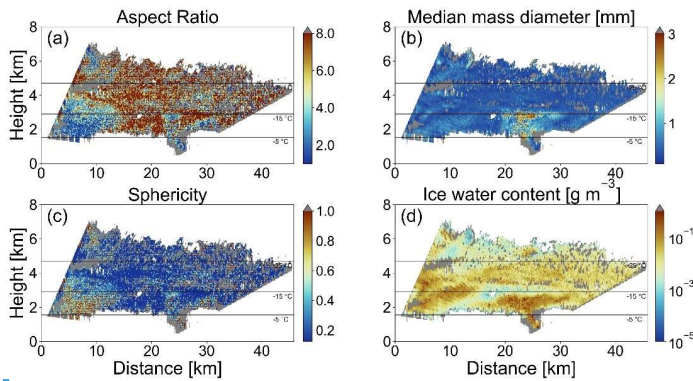 Aspect Ratio
(a)
Height [km]
8
6
4
2
0
0 10 20 30 40
-15 °C
-5 °C
8.0
6.0
4.0
2.0
Median mass diameter [mm]
(b)
8
6
4
2
0
0 10 20 30 40
-15 °C
-5 °C
3
2
1
Sphericity
(c)
Height [km]
8
6
4
2
0
0 10 20 30 40
Distance [km]
-15 °C
-5 °C
1.0
0.8
0.6
0.4
0.2
Ice water content [g m⁻³]
(d)
8
6
4
2
0
0 10 20 30 40
Distance [km]
-15 °C
-5 °C
10⁻¹
10⁻³
10⁻⁵